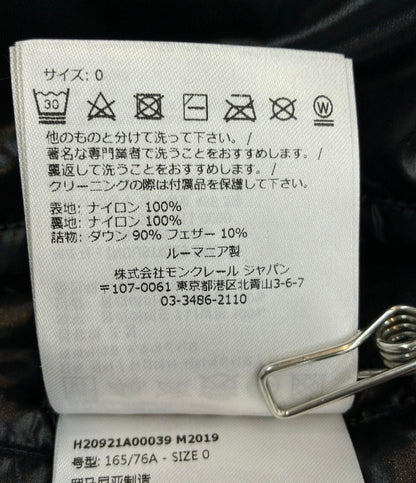 サイズ: 0
30
W
他のものと分けて洗って下さい。/
著名な専門業者で洗うことをおすすめします。/
裏返して洗うことをおすすめします。/
クリーニングの際は付属品を保護して下さい。
表地: ナイロン 100%
裏地: ナイロン 100%
詰物: ダウン 90% フェザー 10%
ルーマニア製
株式会社モンクレール ジャパン
〒107-0061 東京都港区北青山3-6-7
03-3486-2110
H20921A00039 M2019
号型: 165/76A - SIZE 0